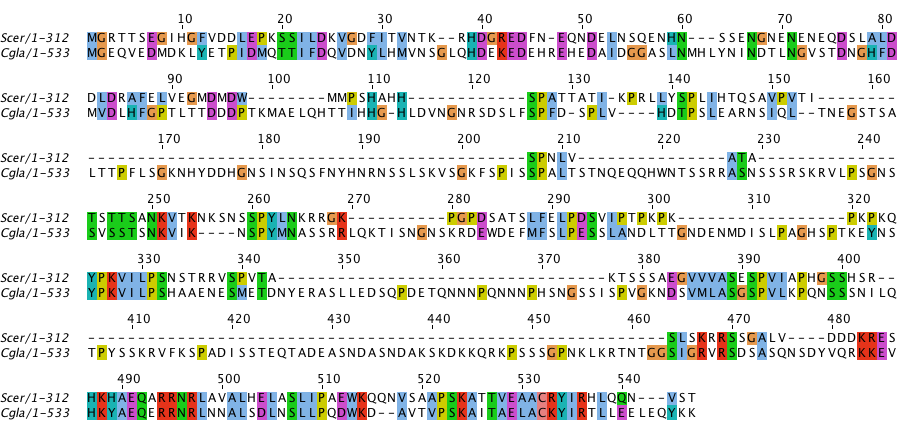 10 20 30 40 50 60 70 80
Scer/1-312 MGRTTSEGIHGFVDDLEPKSSILDKVGDFITVNTK--RHDGREDFN-EQNDELNSQENHN---SSENGNENENEQDSLALD
Cgla/1-533 MGEQVEDMDKLYETPIDMQTTIFDQVDNYLHMVNSGLQHDEKEDEHREHEDAIDGGASLNMHLYNINDTLNGVSTDNGHFD
90 100 110 120 130 140 150 160
Scer/1-312 DLDRAFELVEGMDMDW--------MMPSHAHH------------SPATTATI-KPRLLYSPLIHTQSAVPVTI--------
Cgla/1-533 MVDLHFGPTLTTDDDPTKMAELQHTTIHHG-HLDVNGNRSDSLFSPFD-SPLV----HDTPSLEARNSIQL--TNEGSTSA
170 180 190 200 210 220 230 240
Scer/1-312 --------------------------------------------SPNLV---------------ATA--------------
Cgla/1-533 LTTPFLSGKNHYDDHGNSINSQSFNYHNRNSSLSKVSGKFSPISSPALTSTNQEQQHWNTSSRRASNSSSRSKRVLPSGNS
250 260 270 280 290 300 310 320
Scer/1-312 TSTTSANKVTKNKSNSSPYLNKRRGK----------PGPDSATSLFELPDSVIPTPKPK-----------------PKPKQ
Cgla/1-533 SVSSTSNKVIK----NSPYMNASSRRLQKTISNGNSKRDEWDEFMFSLPESSLANDLTTGNDENMDISLPAGHSPTKEYNS
330 340 350 360 370 380 390 400
Scer/1-312 YPKVILPSNSTRRVSPVTA---------------------------------KTSSSAEGVVVASESPVIAPHGSSHSR--
Cgla/1-533 YPKVILPSHAAENESMETDNYERASLLEDSQPDETQNNNPQNNNPHSNGSSISPVGKNDSVMLASGSPVLKPQNSSSNILQ
410 420 430 440 450 460 470 480
Scer/1-312 ----------------------------------------------------------SLSKRRSSGALV----DDDKRES
Cgla/1-533 TPYSSKRVFKSPADISSTEQTADEASNDASNDAKSKDKKQRKPSSSGPNKLKRTNTGGSIGRVRSDSASQNSDYVQRKKEV
490 500 510 520 530 540
Scer/1-312 HKHAEQARRNRLAVALHELASLIPAEWKQQNVSAAPSKATTVEAACRYIRHLQQN---VST
Cgla/1-533 HKYAEQERRNRLNNALSDLNSLLPQDWKD--AVTVPSKAITAELACKYIRTLLEELEQYKK